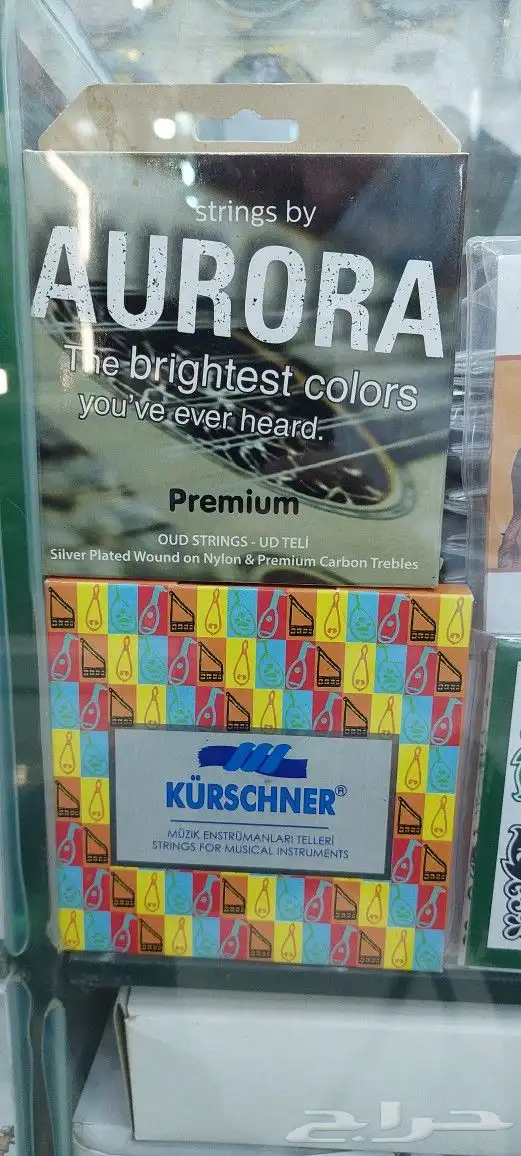 strings by
AURORA
The brightest colors
you've ever heard.
Premium
OUD STRINGS - UD TELİ
Silver Plated Wound on Nylon & Premium Carbon Trebles
KÜRSCHNER®
MÜZİK ENSTRÜMANLARI TELLERİ
STRINGS FOR MUSICAL INSTRUMENTS
حراج